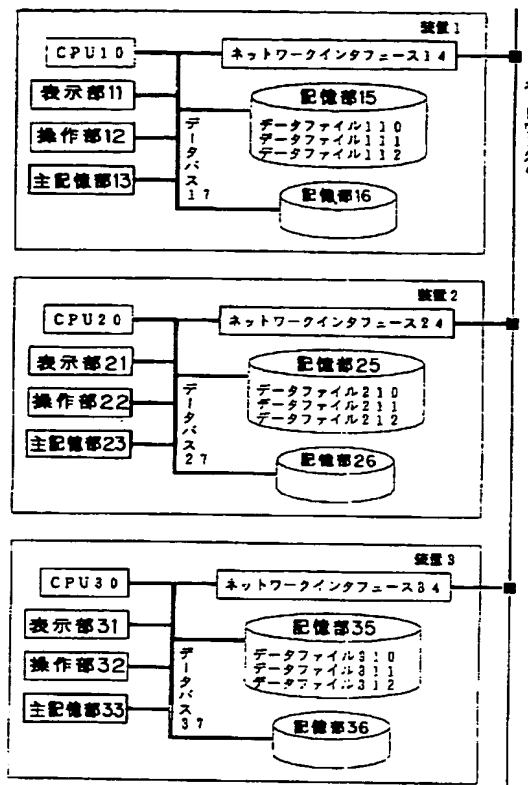 装置1
CPU10
ネットワークインタフェース14
表示部11
記憶部15
操作部12
データファイル110
データファイル111
データファイル112
主記憶部13
データバス17
記憶部16
装置2
CPU20
ネットワークインタフェース24
表示部21
記憶部25
操作部22
データファイル210
データファイル211
データファイル212
主記憶部23
データバス27
記憶部26
装置3
CPU30
ネットワークインタフェース34
表示部31
記憶部35
操作部32
データファイル310
データファイル311
データファイル312
主記憶部33
データバス37
記憶部36